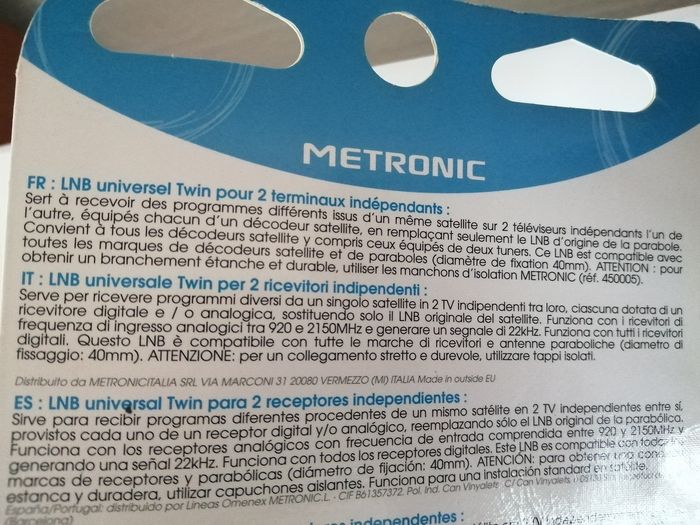 METRONIC
FR : LNB universel Twin pour 2 terminaux indépendants :
Sert à recevoir des programmes différents issus d'un même satellite sur 2 téléviseurs indépendants l'un de
l'autre, équipés chacun d'un décodeur satellite, en remplaçant seulement le LNB d'origine de la parabole.
Convient à tous les décodeurs satellite y compris ceux équipés de deux tuners. Ce LNB est compatible avec
toutes les marques de décodeurs satellite et de paraboles (diamètre de fixation 40mm). ATTENTION : pour
obtenir un branchement étanche et durable, utiliser les manchons d'isolation METRONIC (réf. 450005).
IT : LNB universale Twin per 2 ricevitori indipendenti :
Serve per ricevere programmi diversi da un singolo satellite in 2 TV indipendenti tra loro, ciascuna dotata di un
ricevitore digitale e / o analogica, sostituendo solo il LNB originale del satellite. Funziona con i ricevitori di
frequenza di ingresso analogici tra 920 e 2150MHz e generare un segnale di 22kHz. Funziona con tutti i ricevitori
digitali. Questo LNB è compatibile con tutte le marche di ricevitori e antenne paraboliche (diametro di
fissaggio: 40mm). ATTENZIONE: per un collegamento stretto e durevole, utilizzare tappi isolati.
Distribuito da METRONICITALIA SRL VIA MARCONI 31 20080 VERMEZZO (MI) ITALIA Made in outside EU
ES : LNB universal Twin para 2 receptores independientes :
Sirve para recibir programas diferentes procedentes de un mismo satélite en 2 TV independientes entre sí,
provistos cada uno de un receptor digital y/o analógico, reemplazando sólo el LNB original de la parabólica.
Funciona con los receptores analógicos con frecuencia de entrada comprendida entre 920 y 2150MHz y
generando una señal 22kHz. Funciona con todos los receptores digitales. Este LNB es compatible con todas
marcas de receptores y parabólicas (diámetro de fijación: 40mm). ATENCIÓN: para obtener una
estanca y duradera, utilizar capuchones aislantes. Funciona para una instalación standard en satélite.
España/Portugal: distribuido por Lineas Omenex METRONIC.L. - CIF B61357372. Pol. Ind. Can Vinyalets, C/ Can Vinyalets,
(Barcelona)
independentes :